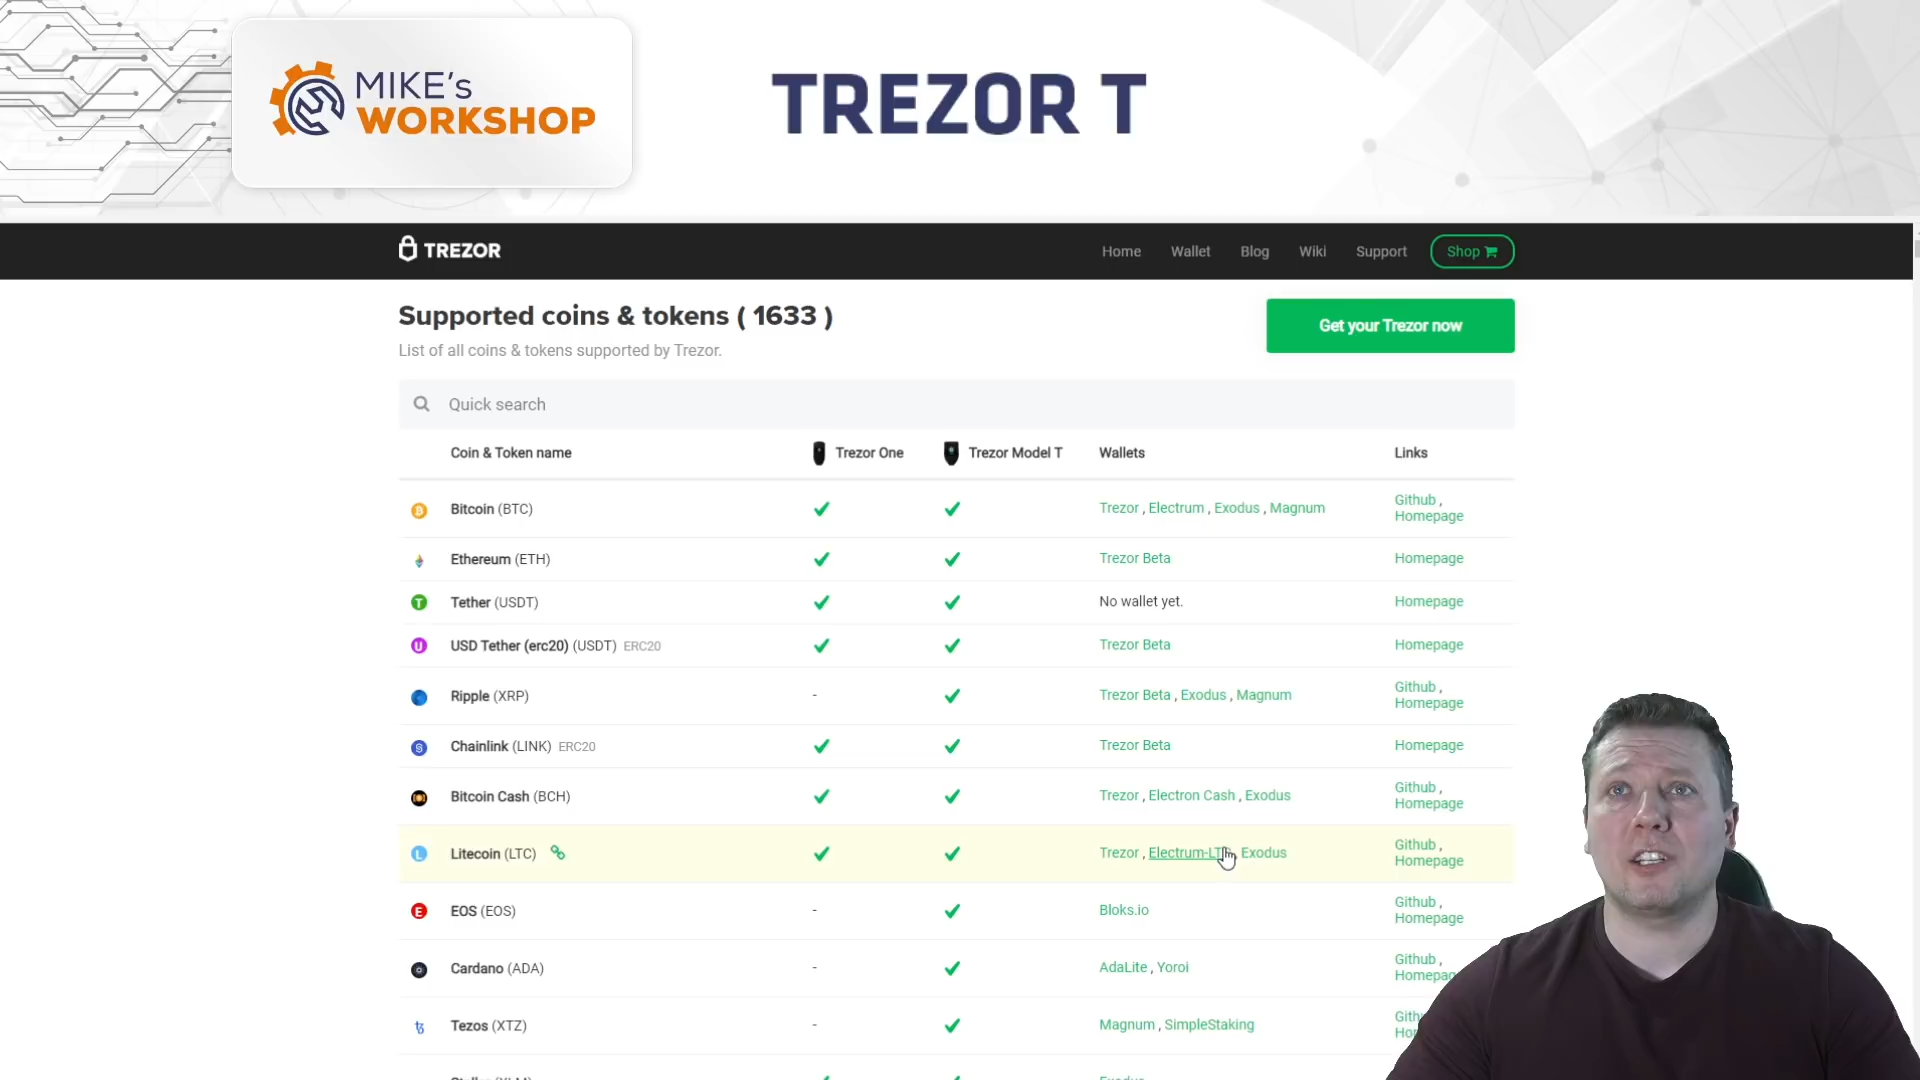 MIKE's
WORKSHOP
TREZOR T
TREZOR
Home Wallet Blog Wiki Support Shop
Supported coins & tokens ( 1633 )
Get your Trezor now
List of all coins & tokens supported by Trezor.
Quick search
Coin & Token name Trezor One Trezor Model T Wallets Links
Bitcoin (BTC) Trezor , Electrum , Exodus , Magnum Github ,
Homepage
Ethereum (ETH) Trezor Beta Homepage
Tether (USDT) No wallet yet. Homepage
USD Tether (erc20) (USDT) ERC20 Trezor Beta Homepage
Ripple (XRP) - Trezor Beta , Exodus , Magnum Github ,
Homepage
Chainlink (LINK) ERC20 Trezor Beta Homepage
Bitcoin Cash (BCH) Trezor , Electron Cash , Exodus Github ,
Homepage
Litecoin (LTC) Trezor , Exodus Github ,
Homepage
EOS (EOS) - Bloks.io Github ,
Homepage
Cardano (ADA) - AdaLite , Yoroi Github ,
Tezos (XTZ) - Magnum , SimpleStaking